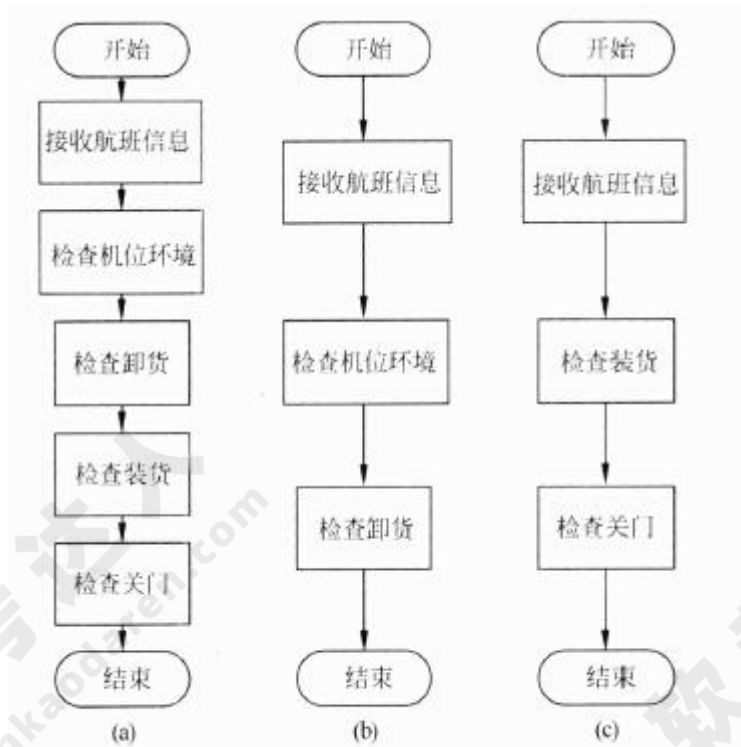 开始
接收航班信息
检查机位环境
检查卸货
检查装货
检查关门
结束
(a)
开始
接收航班信息
检查机位环境
检查卸货
结束
(b)
开始
接收航班信息
检查装货
检查关门
结束
(c)